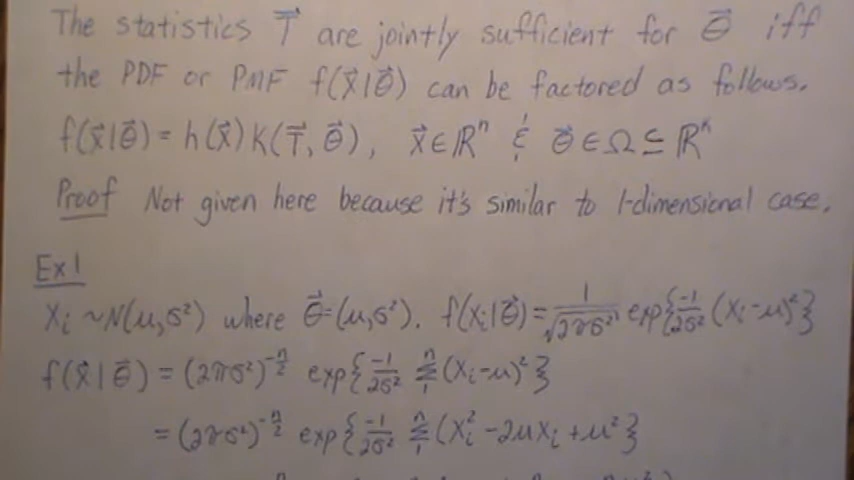 The statistics T⃗ are jointly sufficient for θ⃗ iff
the PDF or PMF f(x⃗|θ⃗) can be factored as follows.
f(x⃗|θ⃗) = h(x⃗) K(T⃗, θ⃗), x⃗ ∈ ℝⁿ & θ⃗ ∈ Ω ⊆ ℝᵏ
Proof Not given here because it's similar to 1-dimensional case.
Ex 1
Xᵢ ~ N(μ, σ²) where θ⃗ = (μ, σ²). f(xᵢ|θ⃗) = 1/√(2πσ²) exp{-1/2σ² (xᵢ-μ)²}
f(x⃗|θ⃗) = (2πσ²)^(-n/2) exp{-1/2σ² Σ₁ⁿ (xᵢ-μ)²}
= (2πσ²)^(-n/2) exp{-1/2σ² Σ₁ⁿ (xᵢ² - 2μxᵢ + μ²}